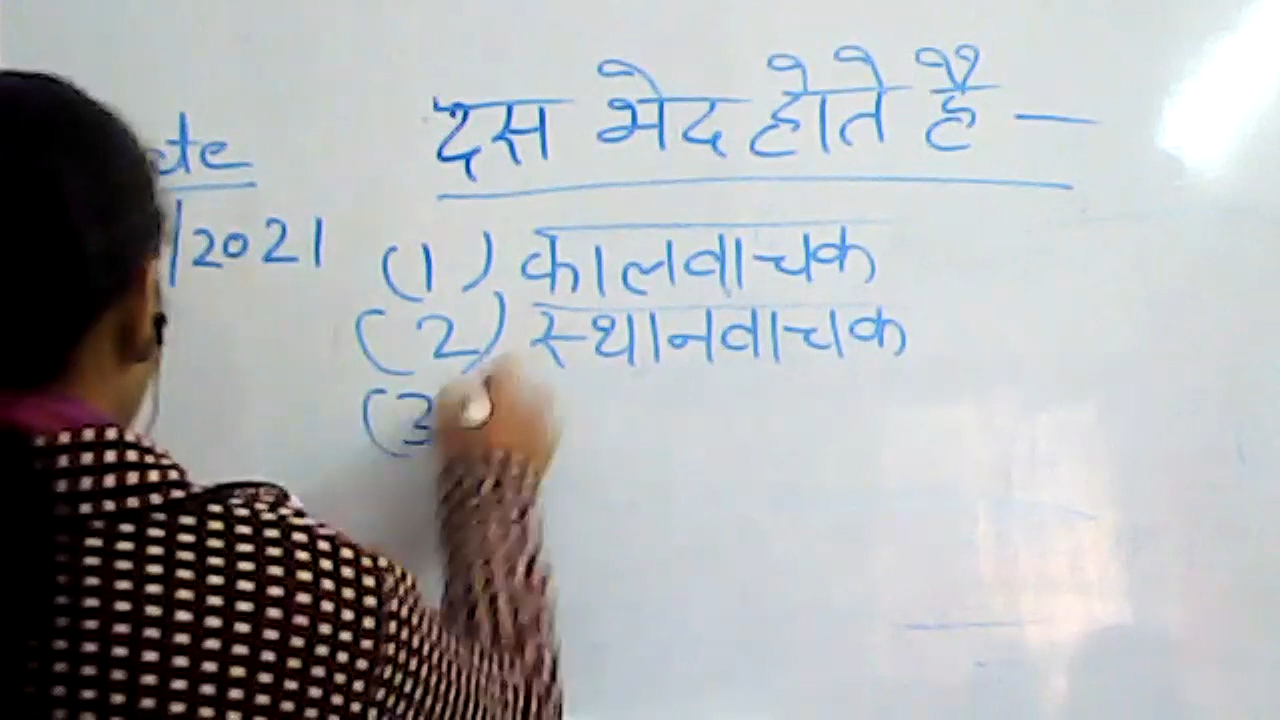 दस भेद होते है —
/2021
(1) कालवाचक
(2) स्थानवाचक
(3